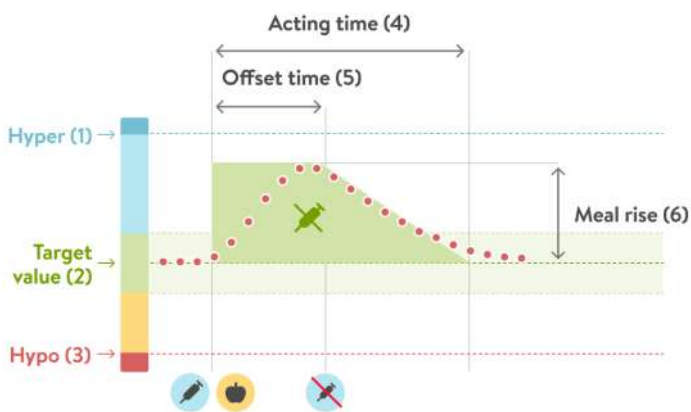 Acting time (4)
Offset time (5)
Hyper (1)
Meal rise (6)
Target
value (2)
Hypo (3)